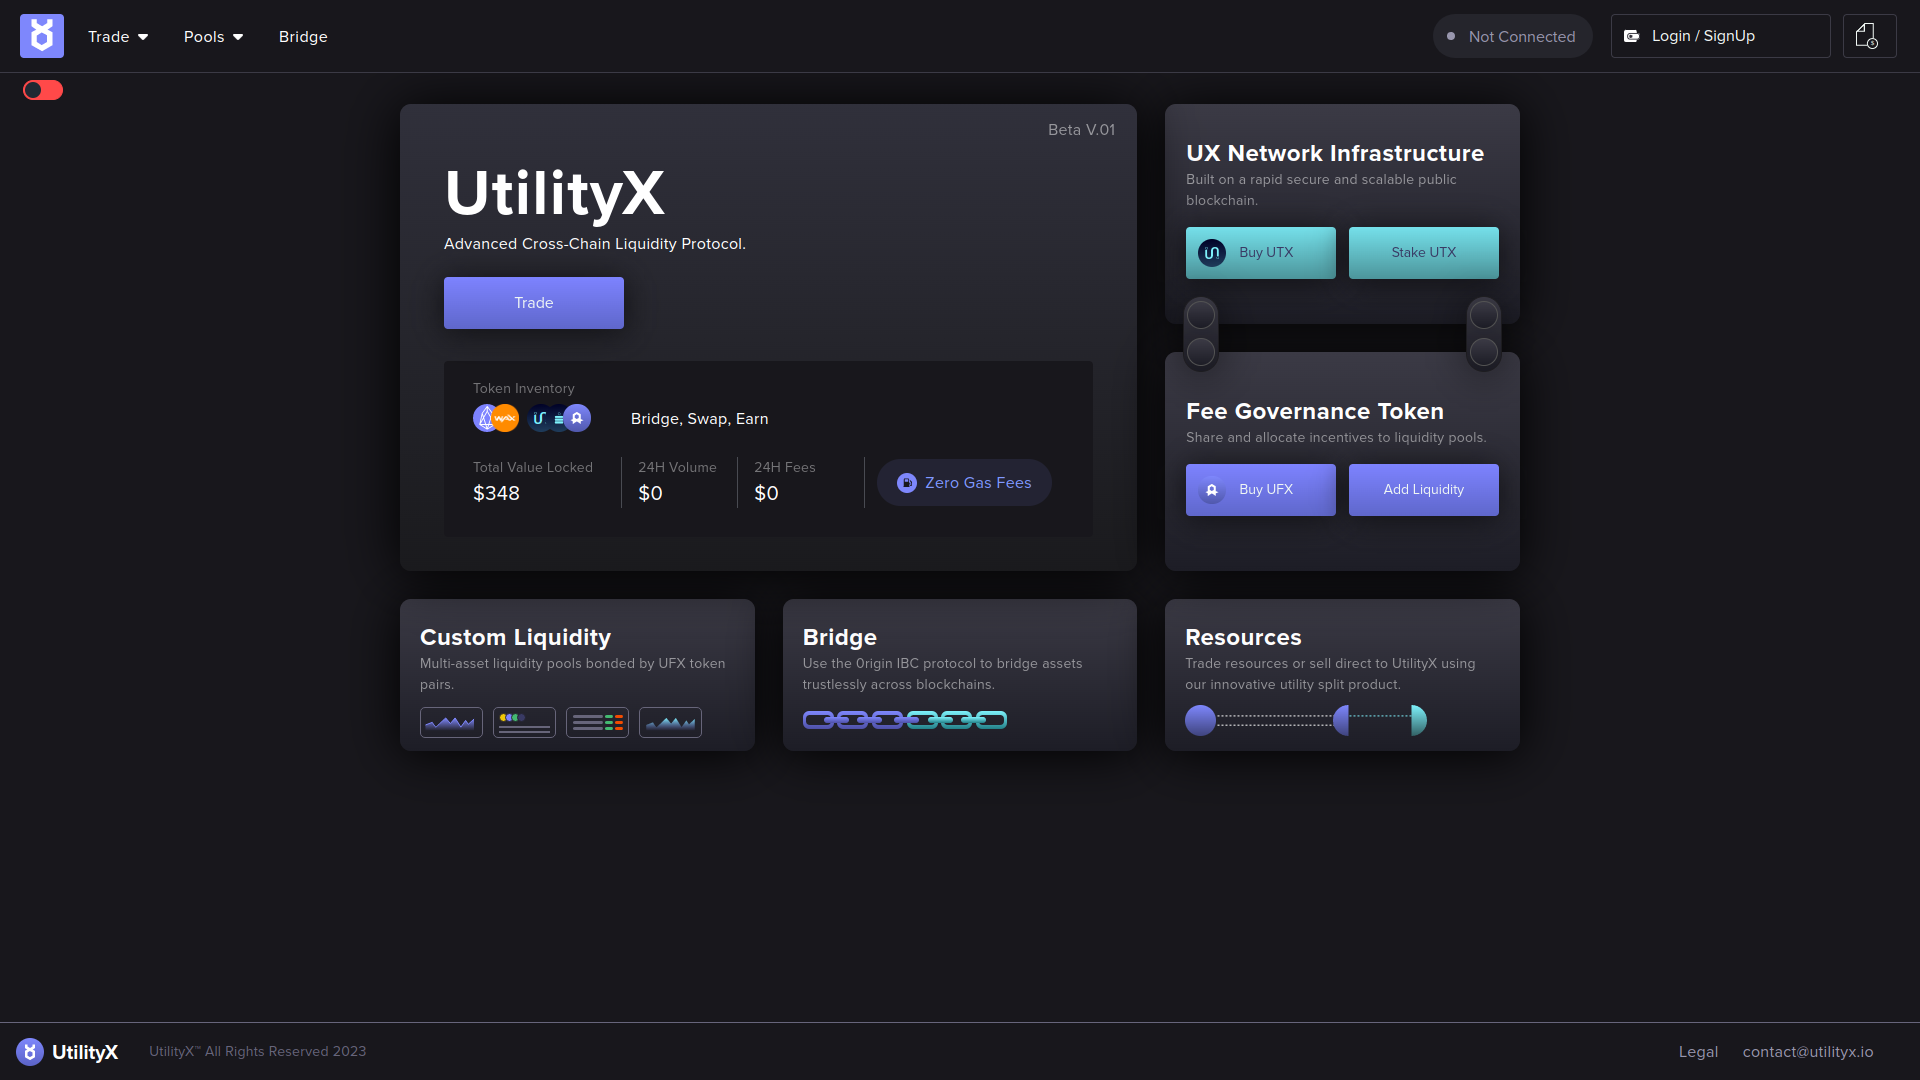 Trade
Pools
Bridge
Not Connected
Login / SignUp
Beta V.01
UtilityX
Advanced Cross-Chain Liquidity Protocol.
Trade
Token Inventory
WAX
Bridge, Swap, Earn
Total Value Locked
$348
24H Volume
$0
24H Fees
$0
Zero Gas Fees
UX Network Infrastructure
Built on a rapid secure and scalable public
blockchain.
Buy UTX
Stake UTX
Fee Governance Token
Share and allocate incentives to liquidity pools.
Buy UFX
Add Liquidity
Custom Liquidity
Multi-asset liquidity pools bonded by UFX token
pairs.
Bridge
Use the 0rigin IBC protocol to bridge assets
trustlessly across blockchains.
Resources
Trade resources or sell direct to UtilityX using
our innovative utility split product.
UtilityX
UtilityX™ All Rights Reserved 2023
Legal
contact@utilityx.io